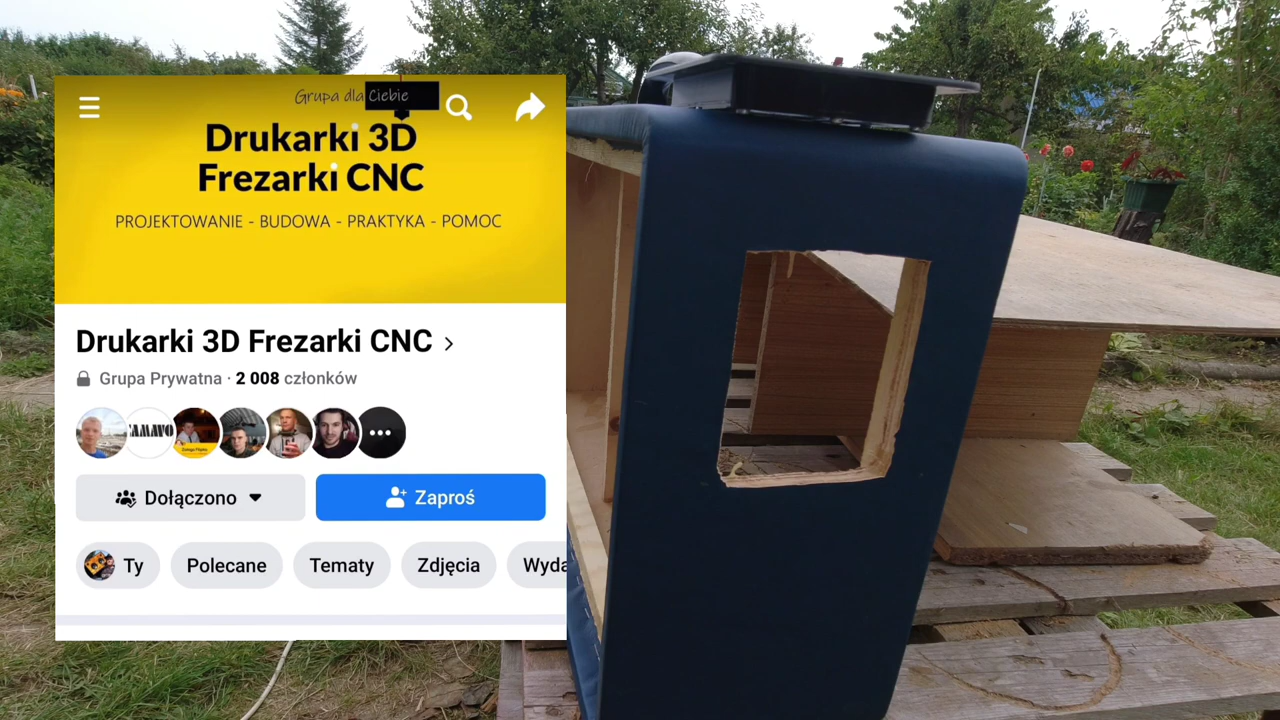 Grupa dla Ciebie
Drukarki 3D
Frezarki CNC
PROJEKTOWANIE - BUDOWA - PRAKTYKA - POMOC
Drukarki 3D Frezarki CNC
Grupa Prywatna · 2 008 członków
Dołączono
Zaproś
Ty
Polecane
Tematy
Zdjęcia
Wyda